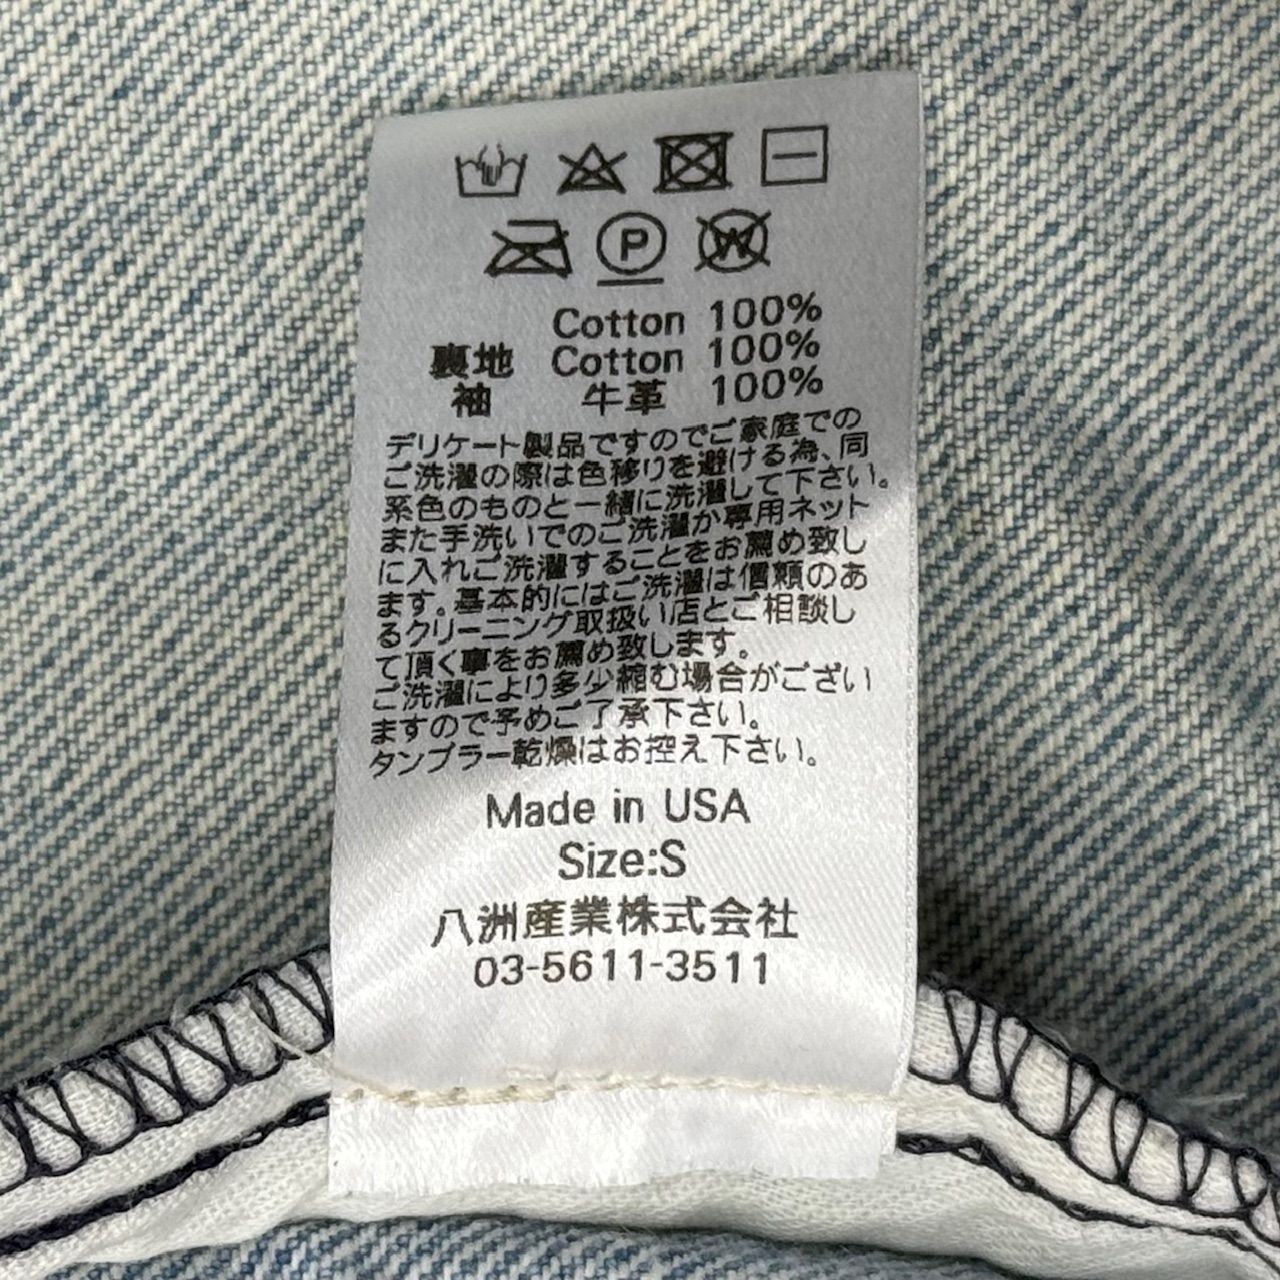 P W
Cotton 100%
裏地 Cotton 100%
袖 牛革 100%
デリケート製品ですのでご家庭での
ご洗濯の際は色移りを避ける為、同
系色のものと一緒に洗濯して下さい。
また手洗いでのご洗濯か専用ネット
に入れご洗濯することをお薦め致し
ます。基本的にはご洗濯は信頼のあ
るクリーニング取扱い店とご相談し
て頂く事をお薦め致します。
ご洗濯により多少縮む場合がござい
ますので予めご了承下さい。
タンブラー乾燥はお控え下さい。
Made in USA
Size:S
八洲産業株式会社
03-5611-3511